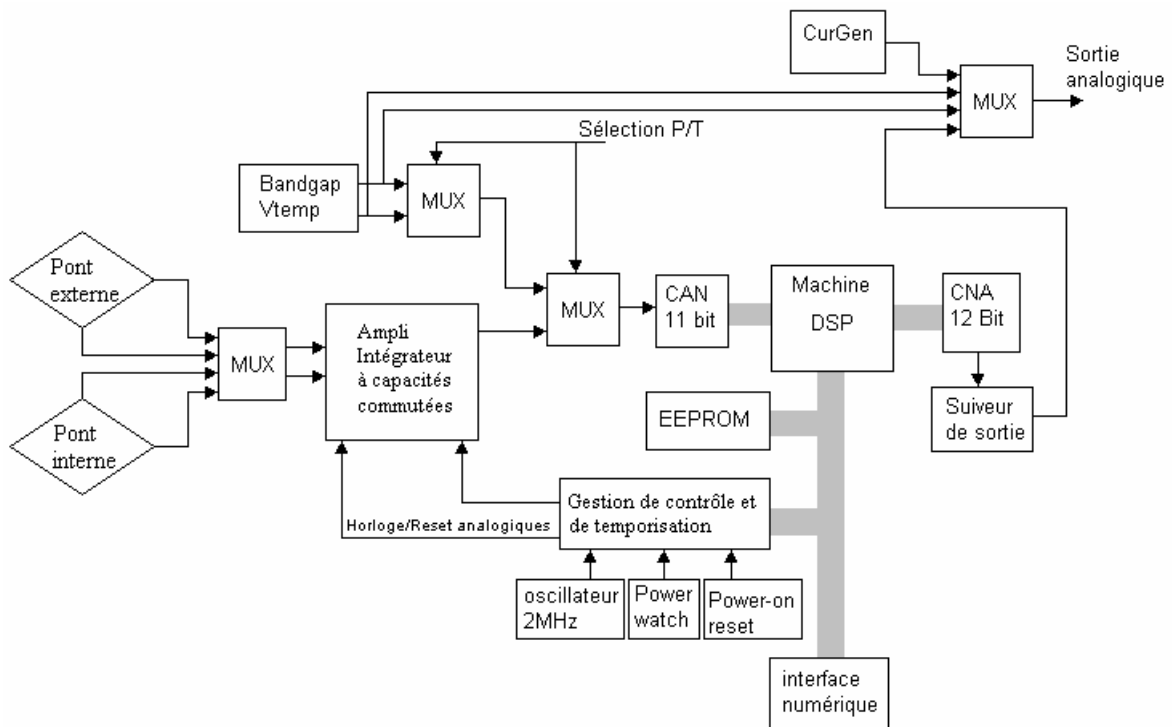 CurGen
Sortie
analogique
MUX
Sélection P/T
Bandgap
Vtemp
MUX
Pont
externe
MUX
CAN
11 bit
Machine
DSP
CNA
12 Bit
Ampli
Intégrateur
à capacités
commutées
MUX
Pont
interne
EEPROM
Suiveur
de sortie
Gestion de contrôle et
de temporisation
Horloge/Reset analogiques
oscillateur
2MHz
Power
watch
Power-on
reset
interface
numérique